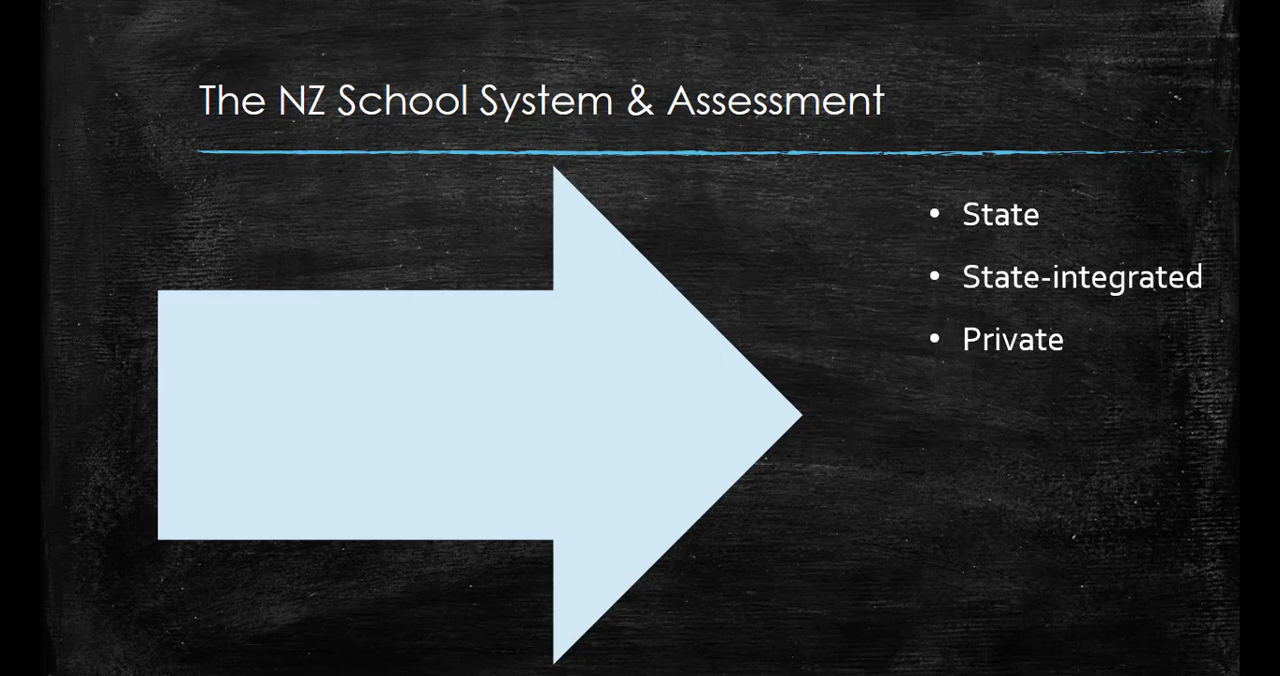 The NZ School System & Assessment
• State
• State-integrated
• Private